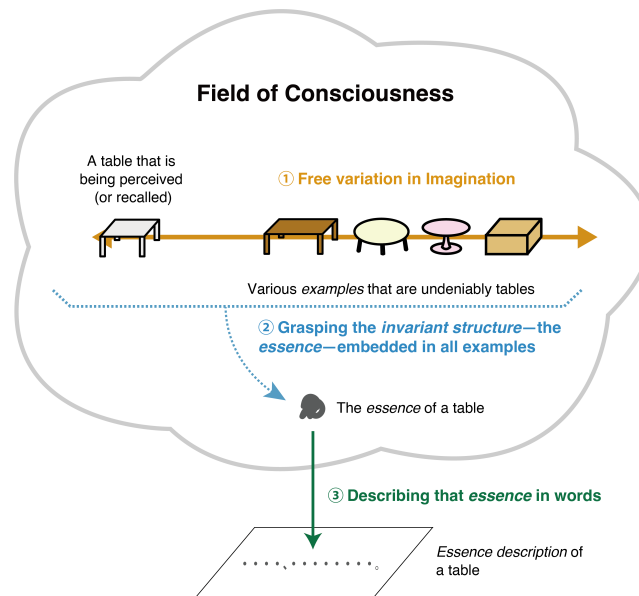 Field of Consciousness
A table that is
being perceived
(or recalled)
① Free variation in Imagination
Various examples that are undeniably tables
② Grasping the invariant structure—the
essence—embedded in all examples
The essence of a table
③ Describing that essence in words
Essence description of
a table